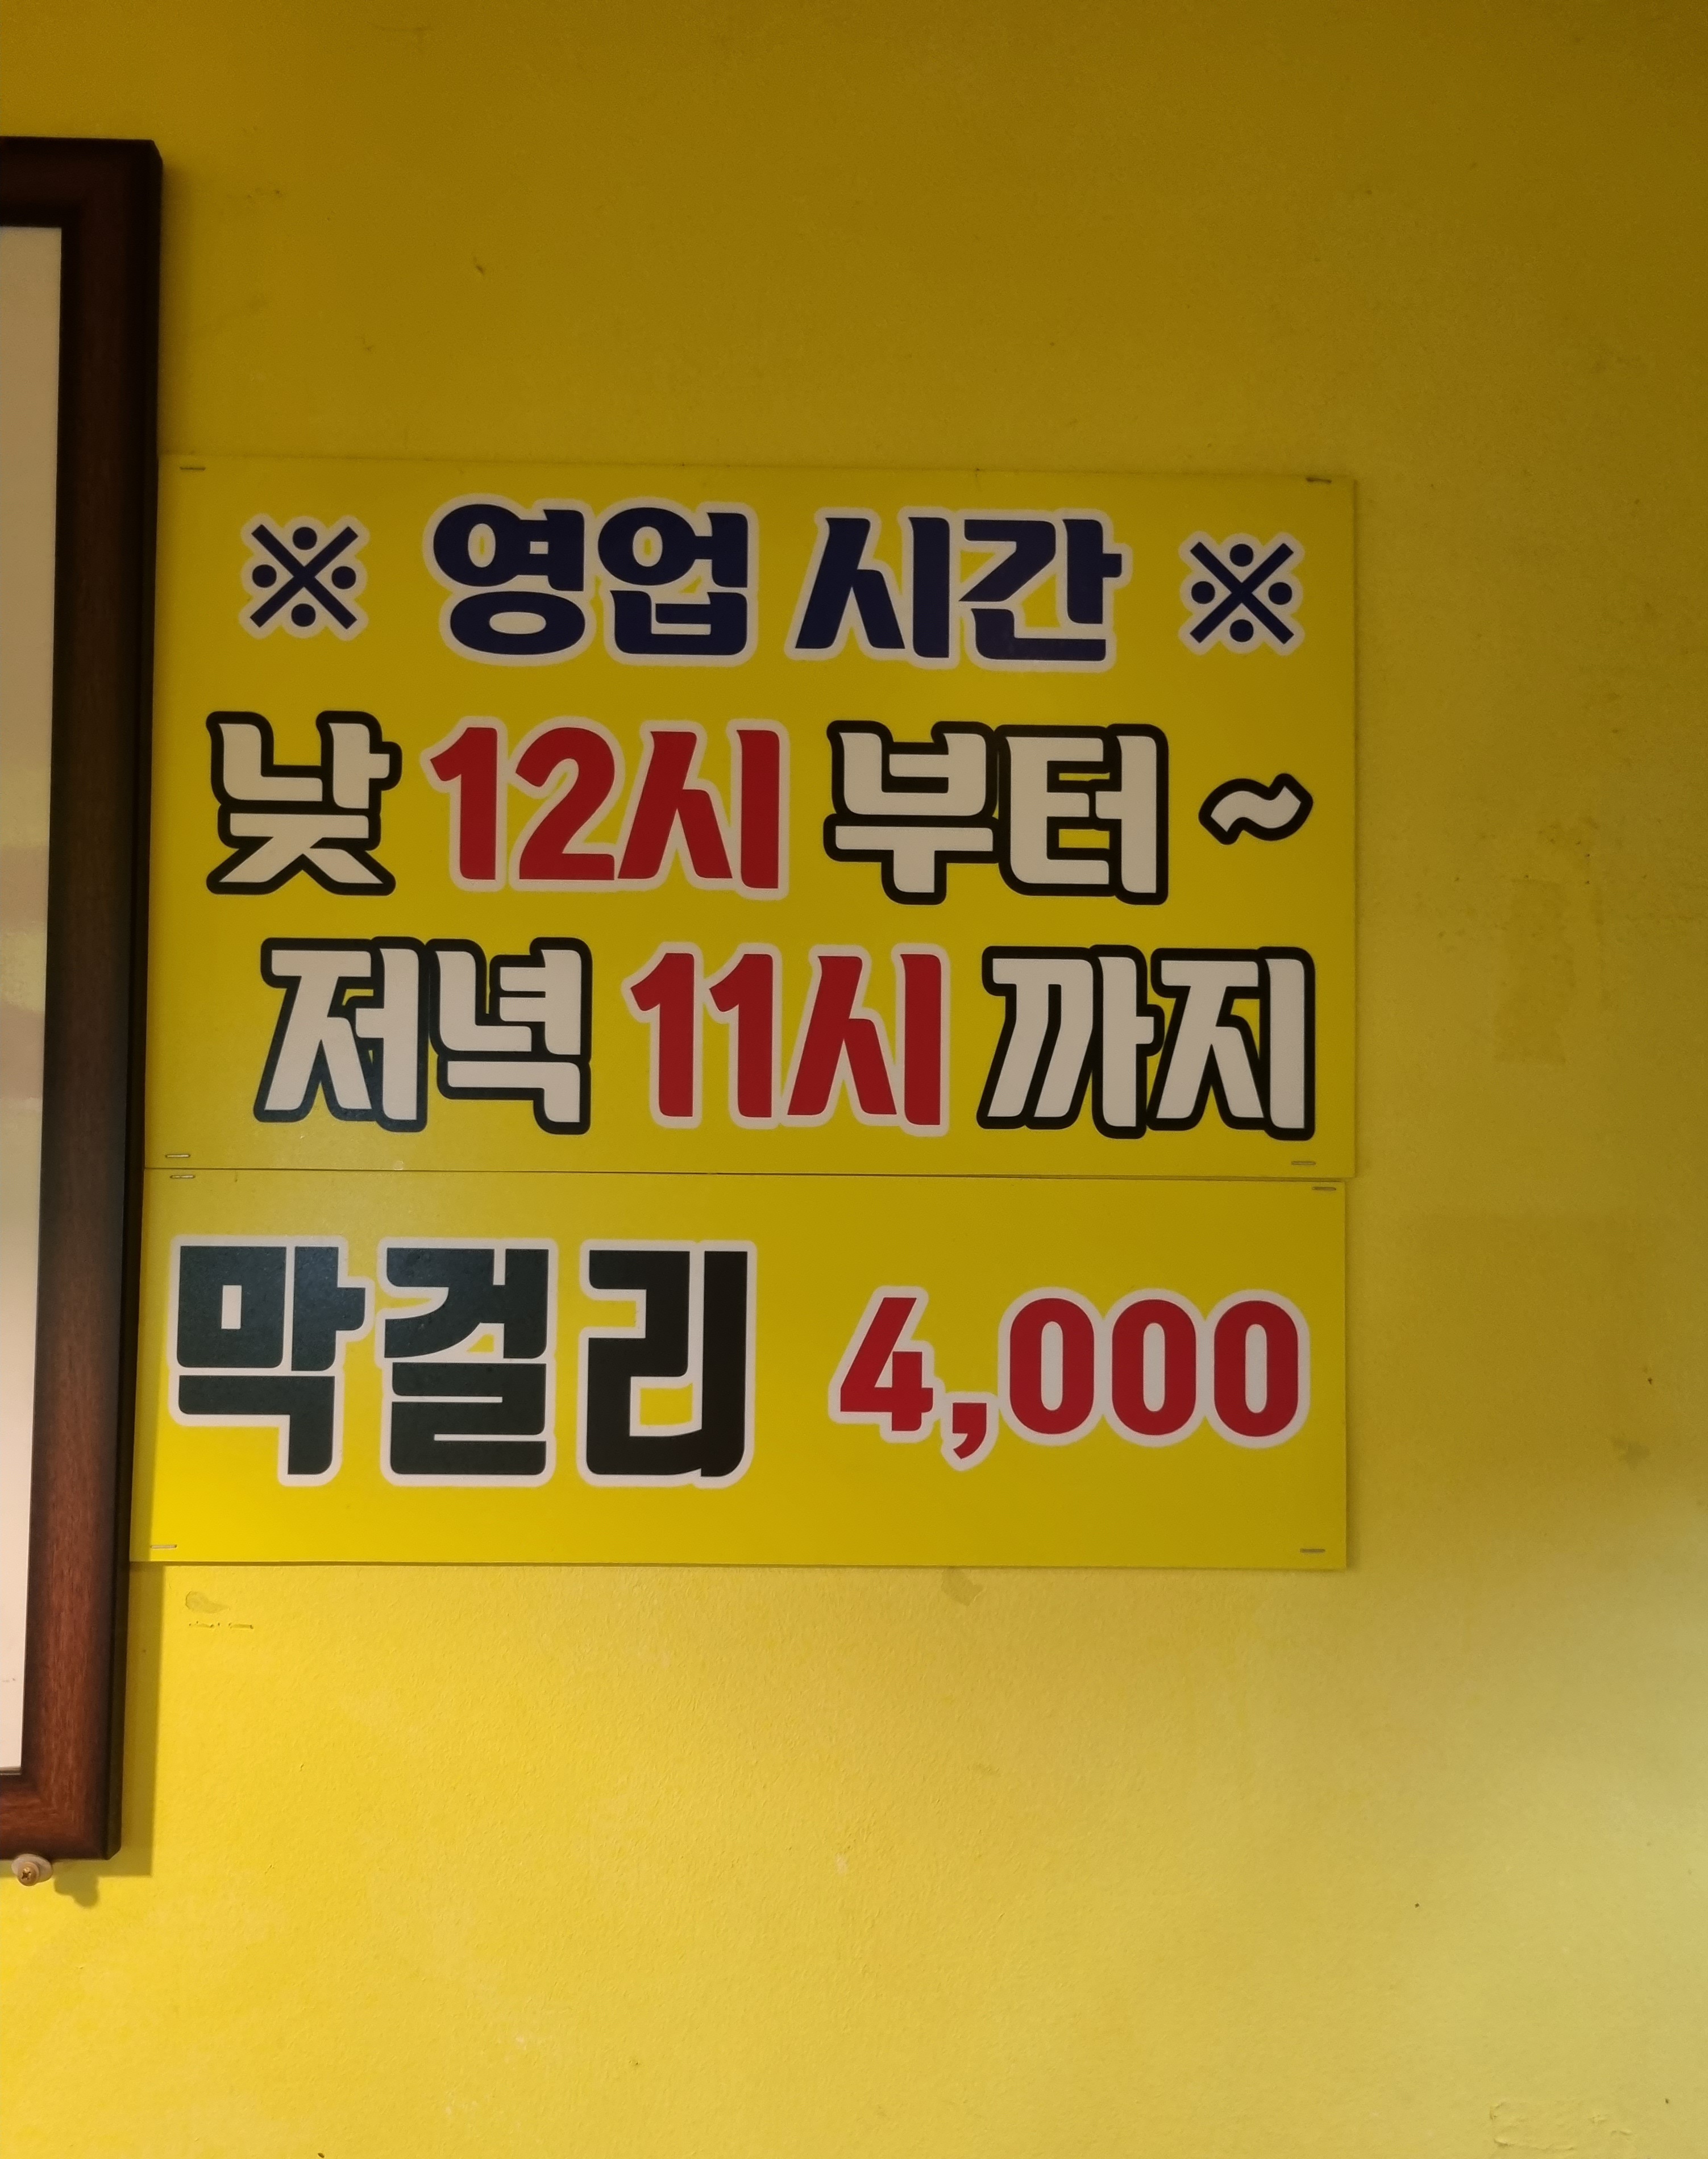 ※ 영업 시간 ※
낮 12시 부터 ~
저녁 11시 까지
막걸리 4,000